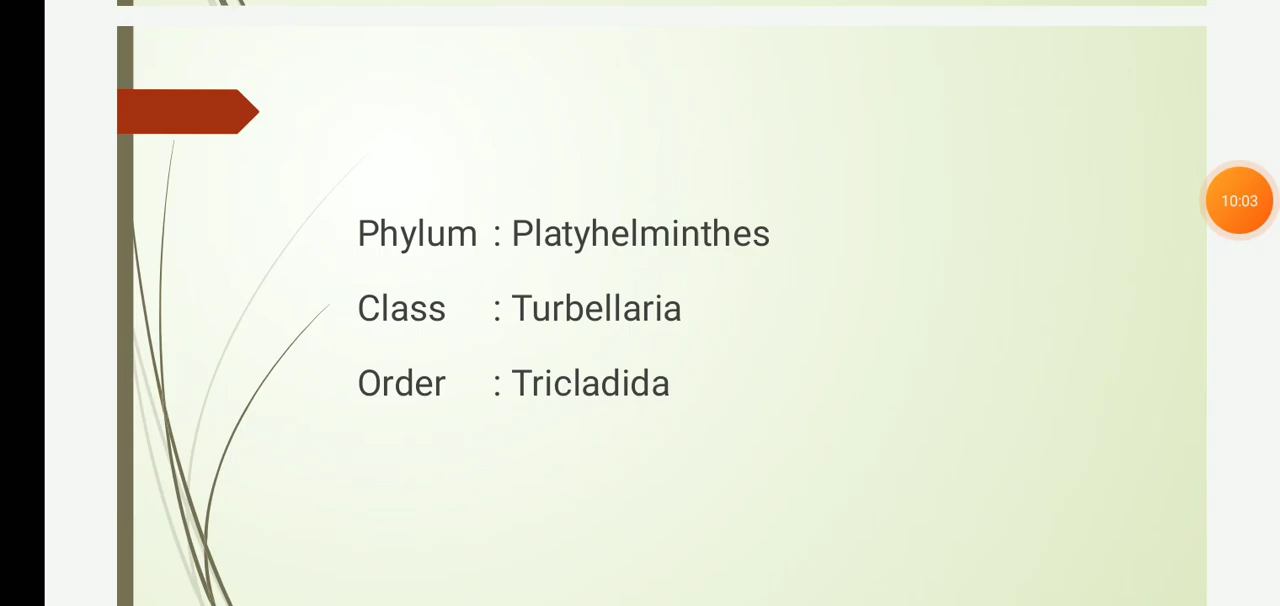 Phylum : Platyhelminthes
10:03
Class : Turbellaria
Order : Tricladida